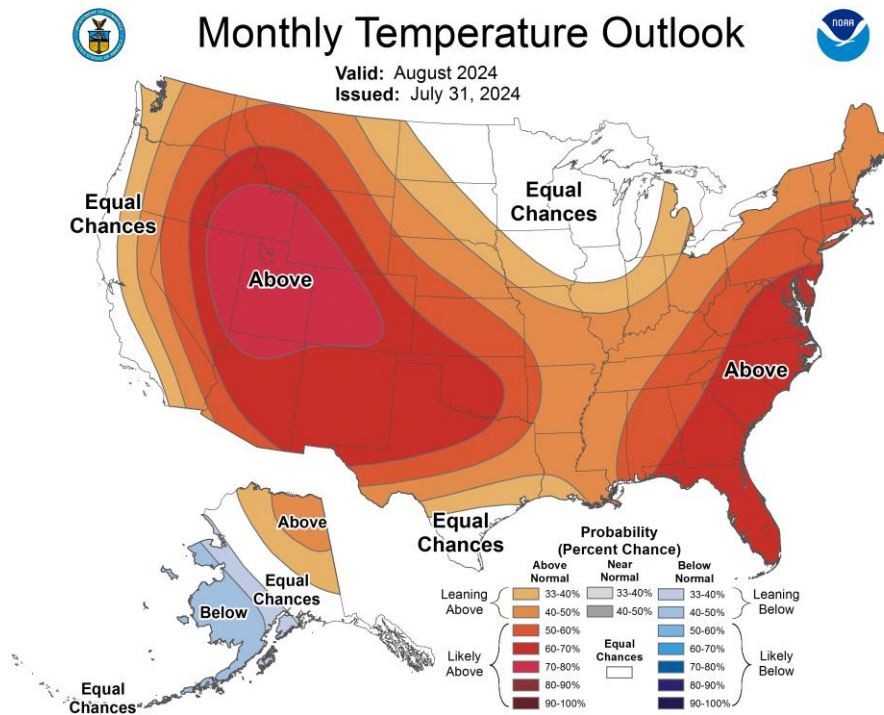 Monthly Temperature Outlook
NOAA
Valid: August 2024
Issued: July 31, 2024
Equal
Chances
Equal
Chances
Above
Above
Equal
Chances
Above
Equal
Chances
Below
Equal
Chances
Probability
(Percent Chance)
Above
Normal
Near
Normal
Below
Normal
Leaning
Above
33-40%
40-50%
33-40%
40-50%
33-40%
40-50%
Leaning
Below
Likely
Above
50-60%
60-70%
70-80%
80-90%
90-100%
Equal
Chances
50-60%
60-70%
70-80%
80-90%
90-100%
Likely
Below